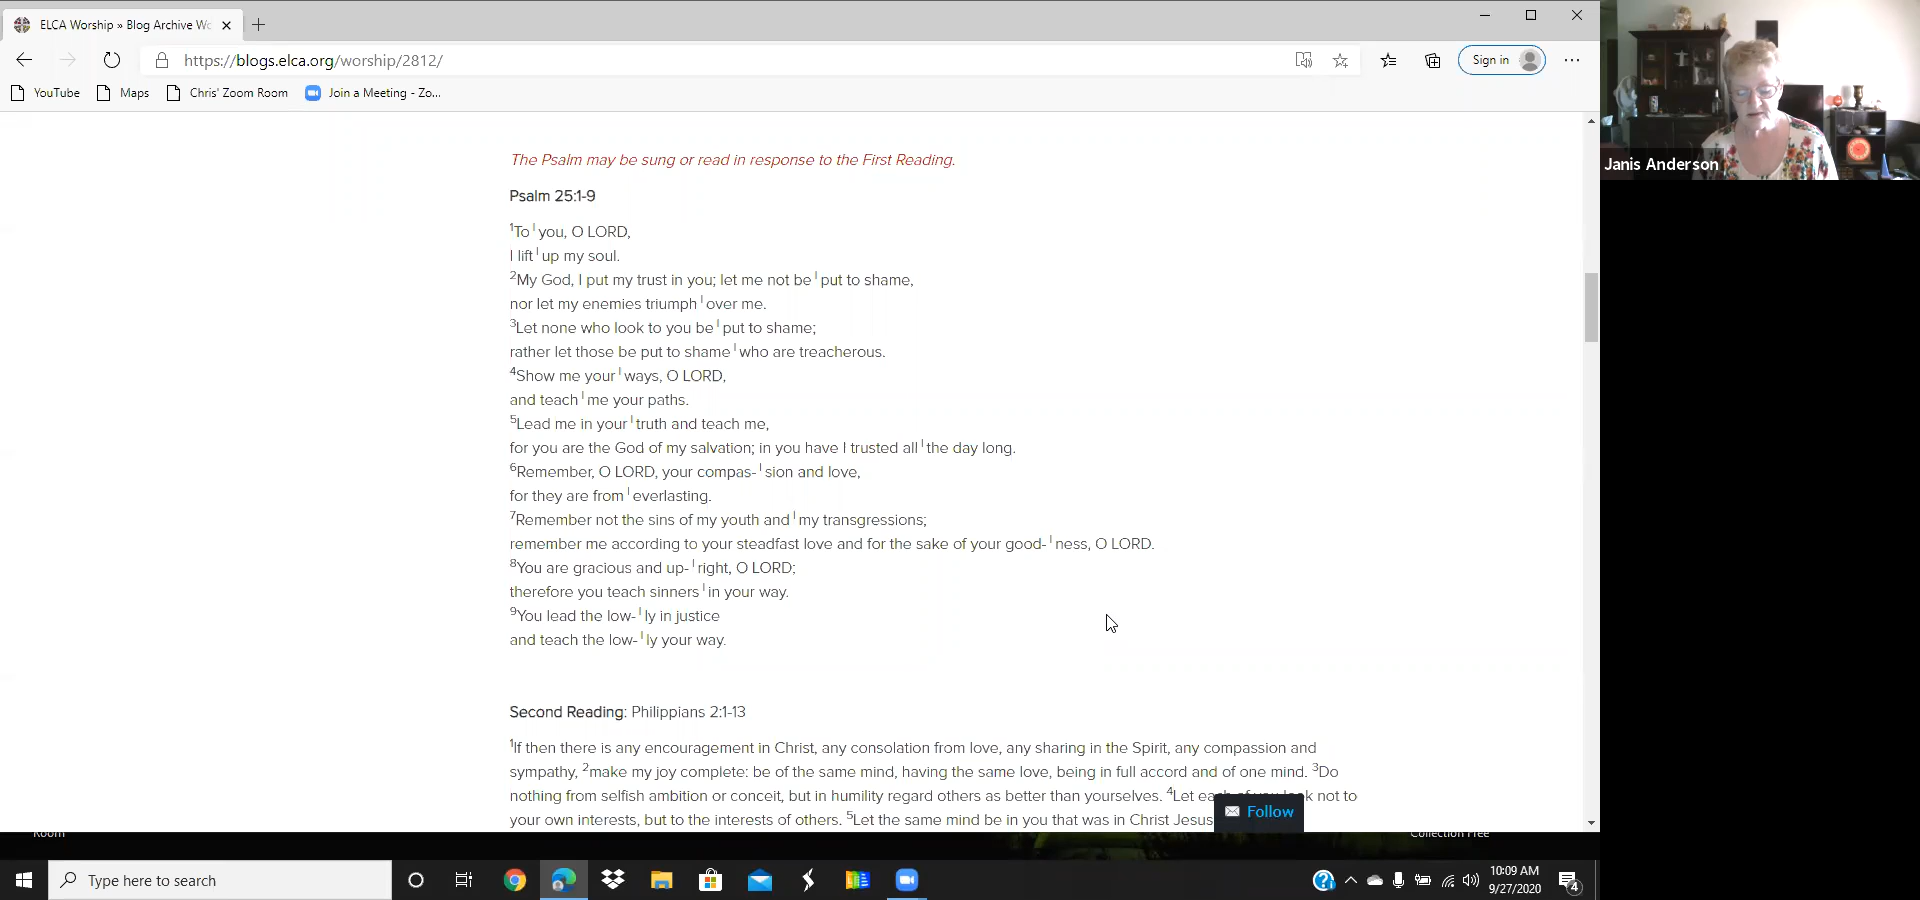 ELCA Worship » Blog Archive Wo
https://blogs.elca.org/worship/2812/
Sign in
YouTube
Maps
Chris' Zoom Room
Join a Meeting - Zo...
Janis Anderson
The Psalm may be sung or read in response to the First Reading.
Psalm 25:1-9
1To | you, O LORD,
I lift | up my soul.
2My God, I put my trust in you; let me not be | put to shame,
nor let my enemies triumph | over me.
3Let none who look to you be | put to shame;
rather let those be put to shame | who are treacherous.
4Show me your | ways, O LORD,
and teach | me your paths.
5Lead me in your | truth and teach me,
for you are the God of my salvation; in you have I trusted all | the day long.
6Remember, O LORD, your compas- | sion and love,
for they are from | everlasting.
7Remember not the sins of my youth and | my transgressions;
remember me according to your steadfast love and for the sake of your good- | ness, O LORD.
8You are gracious and up- | right, O LORD;
therefore you teach sinners | in your way.
9You lead the low- | ly in justice
and teach the low- | ly your way.
Second Reading: Philippians 2:1-13
1If then there is any encouragement in Christ, any consolation from love, any sharing in the Spirit, any compassion and
sympathy, 2make my joy complete: be of the same mind, having the same love, being in full accord and of one mind. 3Do
nothing from selfish ambition or conceit, but in humility regard others as better than yourselves. 4Let each of you look not to
your own interests, but to the interests of others. 5Let the same mind be in you that was in Christ Jesus
Follow
Room
Collection Free
Type here to search
10:09 AM
9/27/2020
4